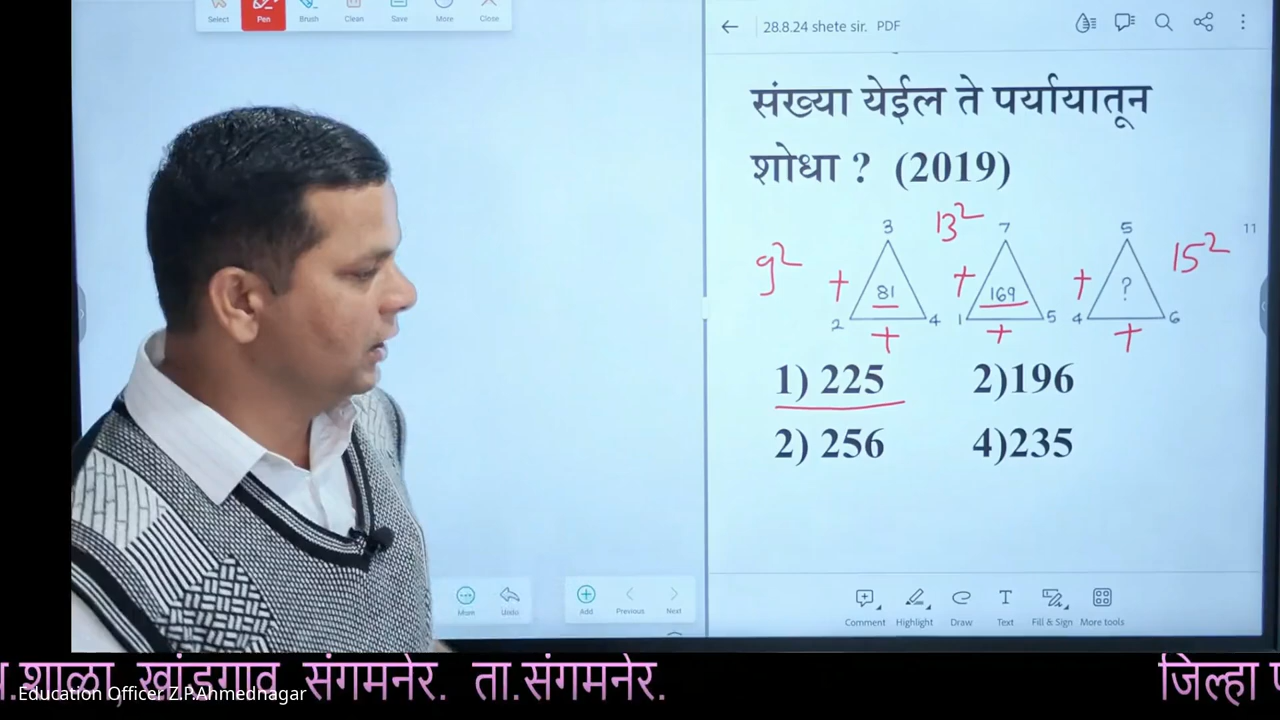 Select Pen Brush Clean Save More Close
28.8.24 shete sir. PDF
संख्या येईल ते पर्यायातून
शोधा ? (2019)
11
9² 13² 15²
3 7 5
+ 81 + 169 + ?
2 4 1 5 4 6
+ + +
1) 225 2)196
2) 256 4)235
More Undo Add Previous Next
Comment Highlight Draw Text Fill & Sign More tools
.शाळा, खांडगाव, संगमनेर. ता.संगमनेर. जिल्हा
Education Officer Z.P.Ahmednagar